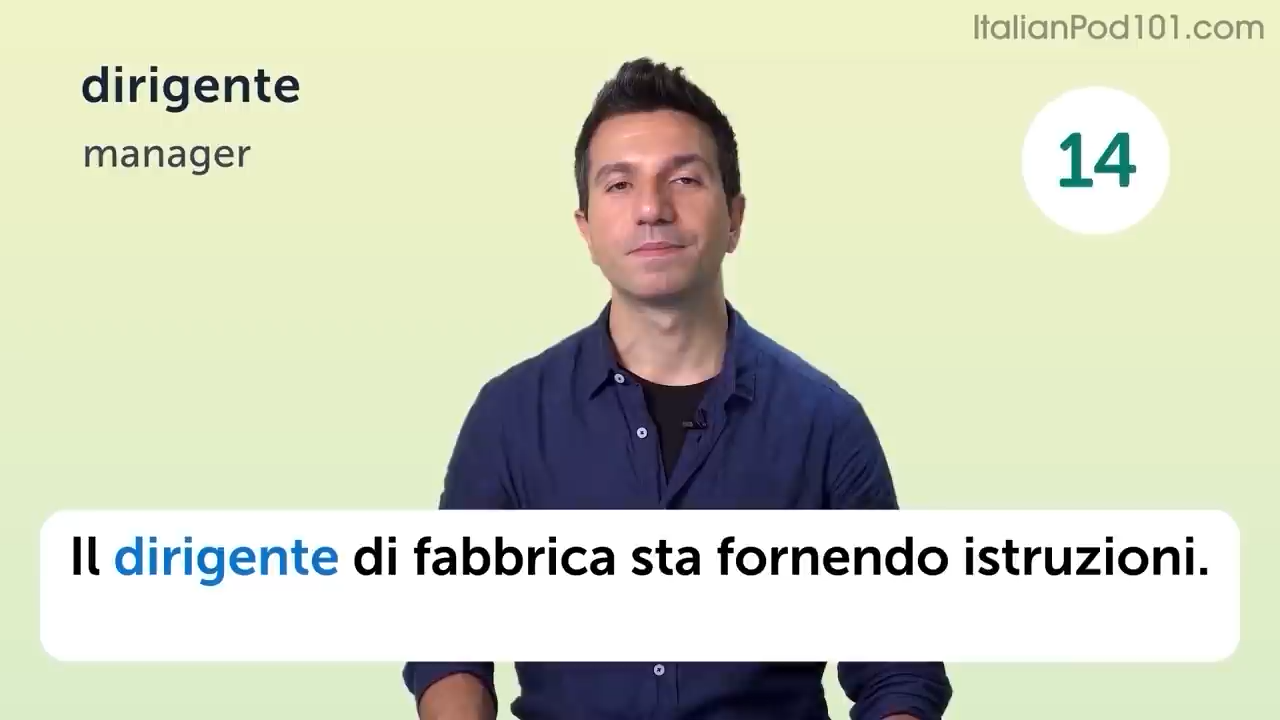 ItalianPod101.com
dirigente
manager
14
Il dirigente di fabbrica sta fornendo istruzioni.